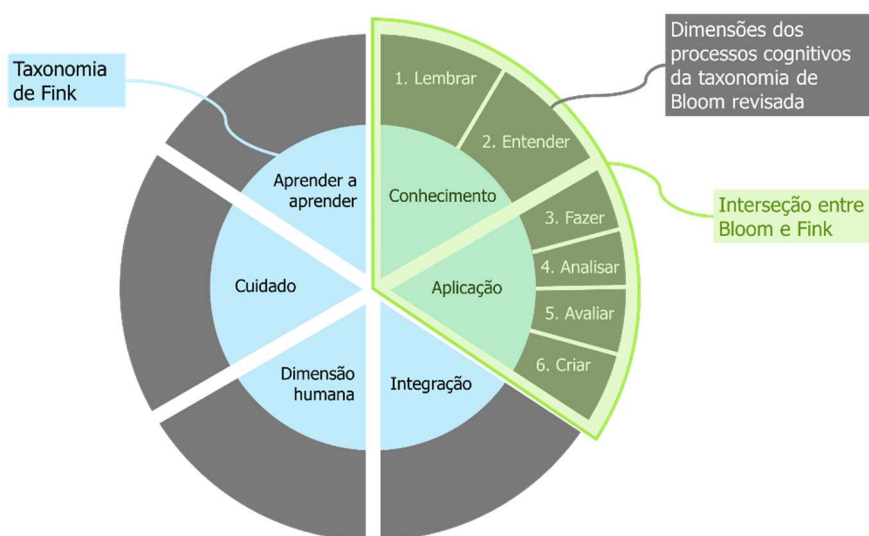 Taxonomia
de Fink
Dimensões dos
processos cognitivos
da taxonomia de
Bloom revisada
Interseção entre
Bloom e Fink
1. Lembrar
2. Entender
3. Fazer
4. Analisar
5. Avaliar
6. Criar
Aprender a
aprender
Conhecimento
Cuidado
Aplicação
Dimensão
humana
Integração